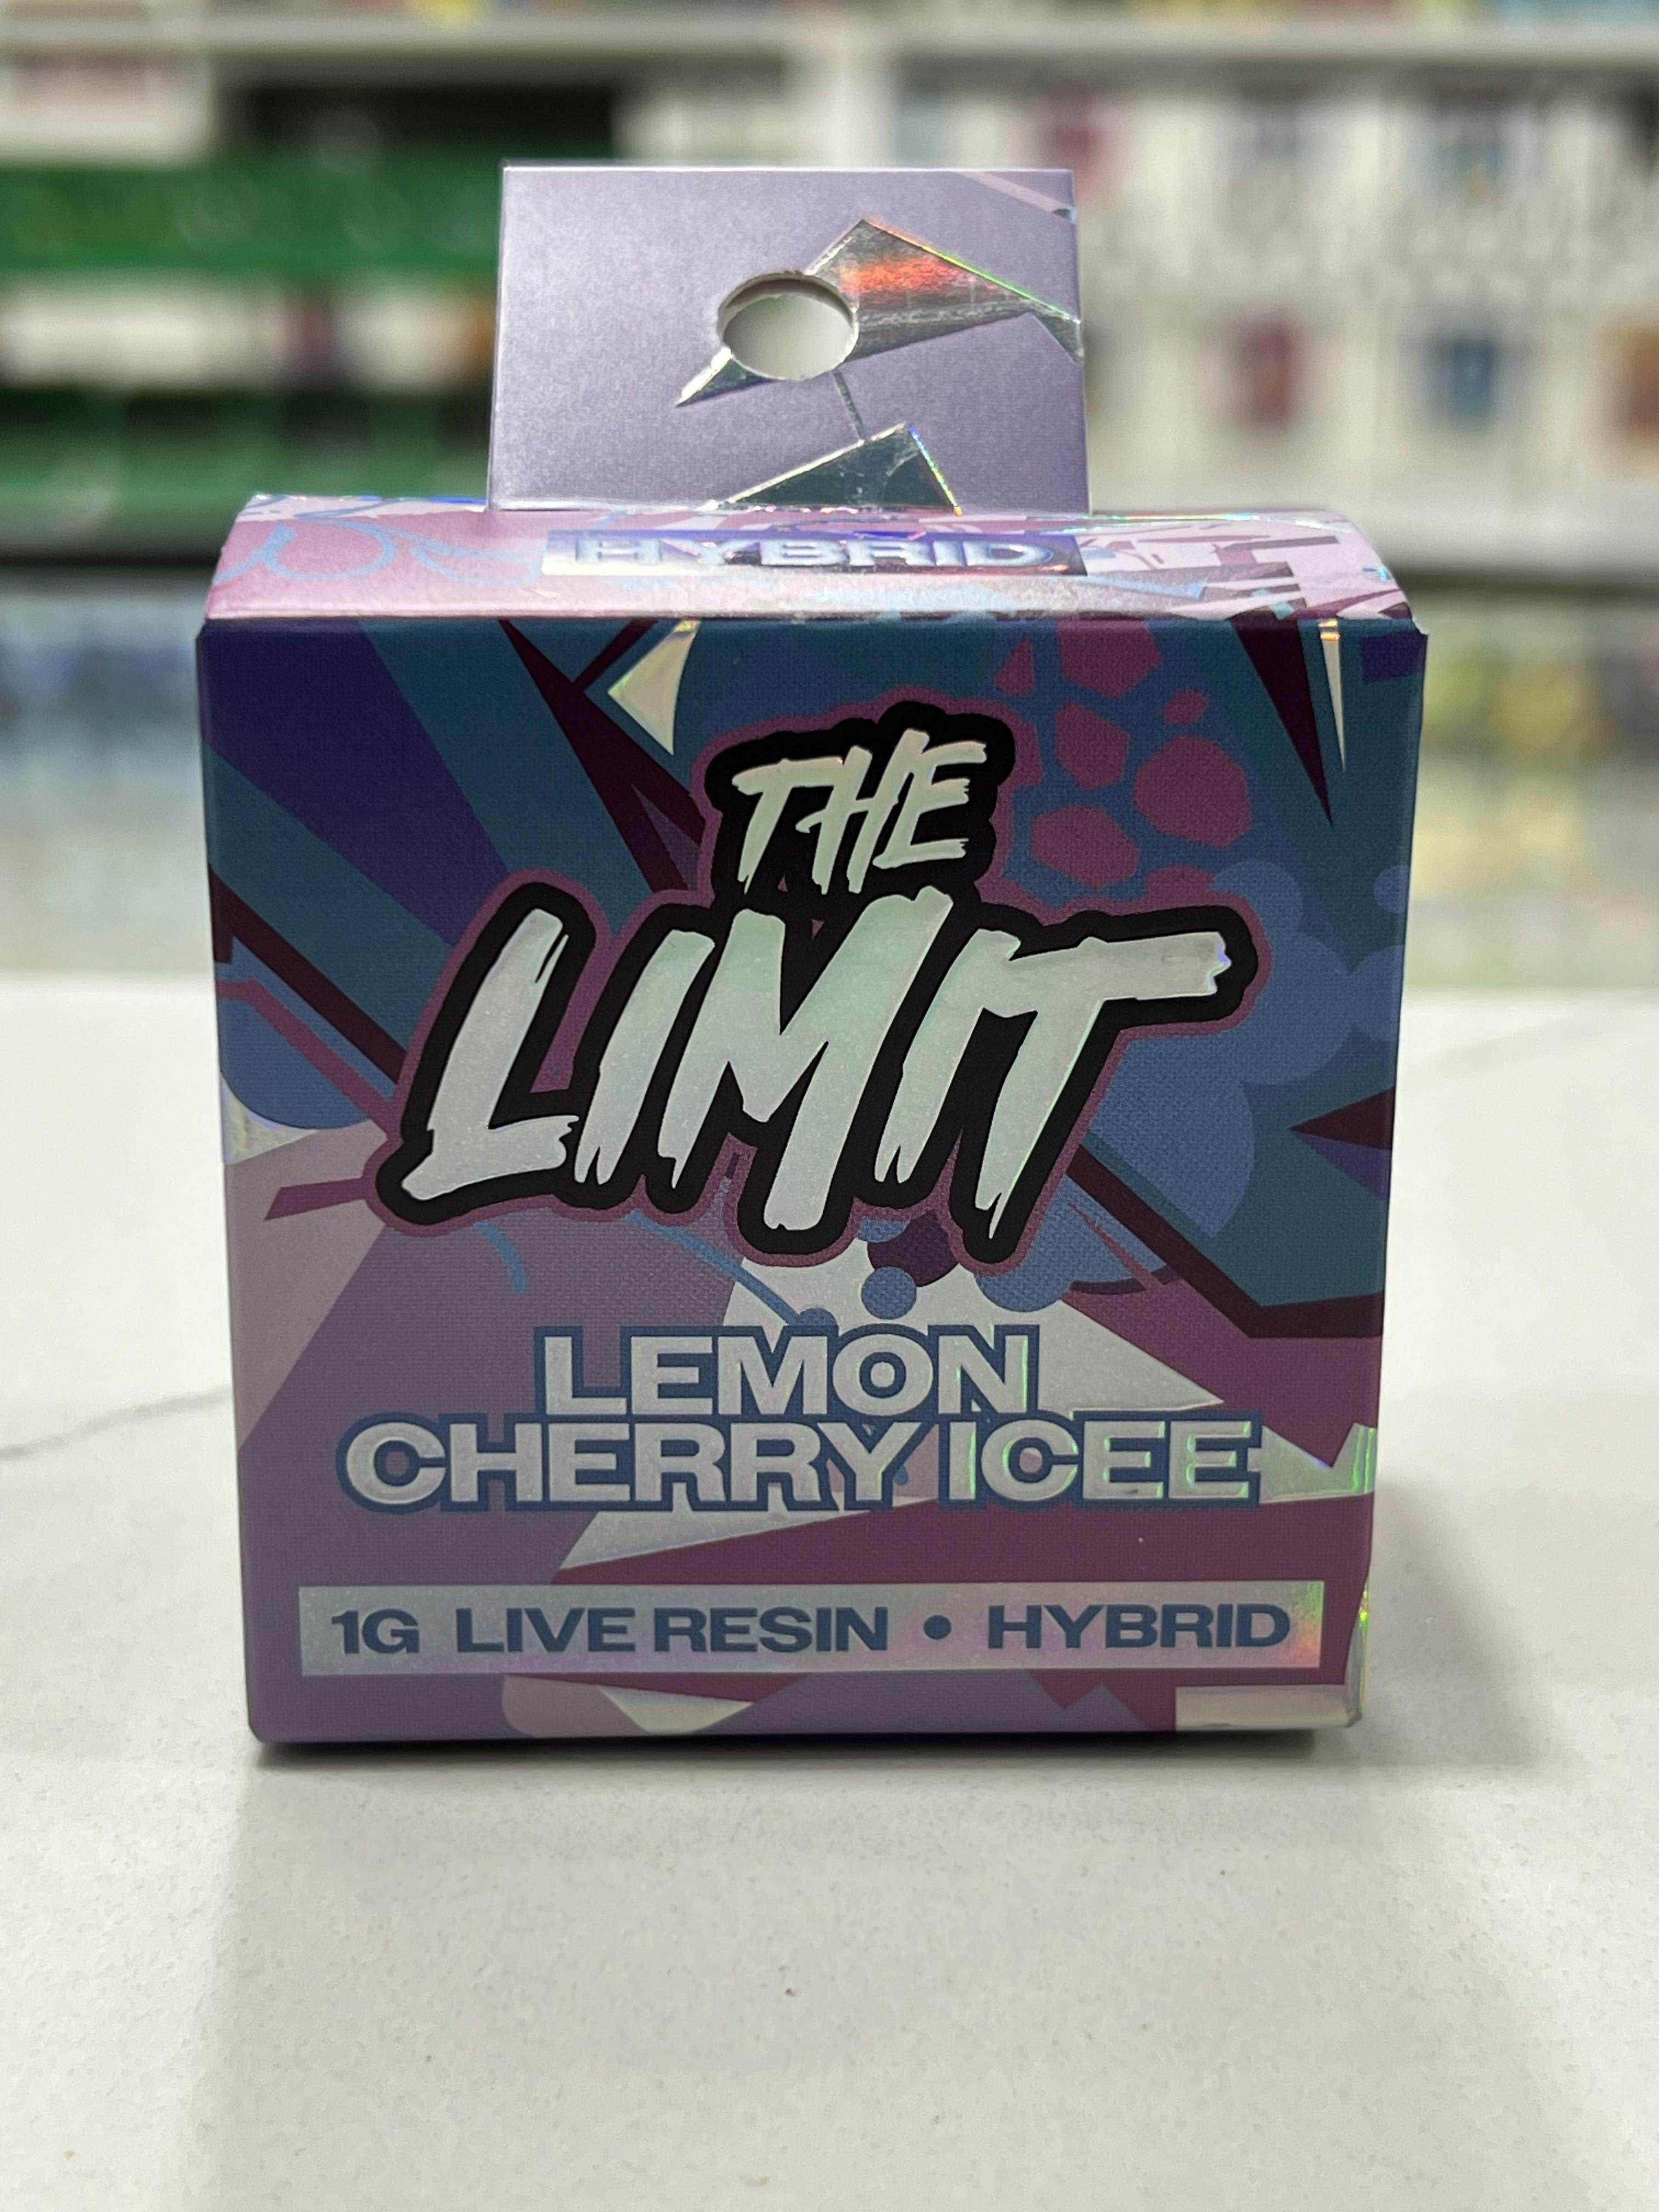 HYBRID
THE
LIMIT
LEMON
CHERRY ICEE
1G LIVE RESIN • HYBRID